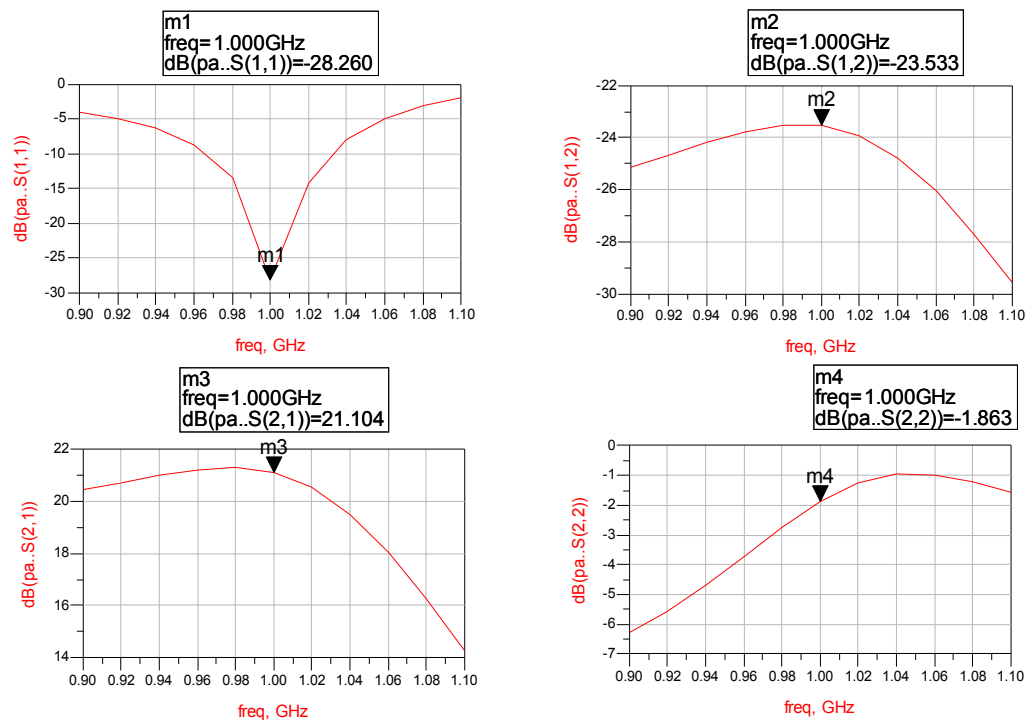 m1
freq=1.000GHz
dB(pa..S(1,1))=-28.260
m2
freq=1.000GHz
dB(pa..S(1,2))=-23.533
0
-5
-10
-15
-20
-25
-30
dB(pa..S(1,1))
m1
0.90 0.92 0.94 0.96 0.98 1.00 1.02 1.04 1.06 1.08 1.10
freq, GHz
-22
-24
-26
-28
-30
dB(pa..S(1,2))
m2
0.90 0.92 0.94 0.96 0.98 1.00 1.02 1.04 1.06 1.08 1.10
freq, GHz
m3
freq=1.000GHz
dB(pa..S(2,1))=21.104
m4
freq=1.000GHz
dB(pa..S(2,2))=-1.863
22
20
18
16
14
dB(pa..S(2,1))
m3
0.90 0.92 0.94 0.96 0.98 1.00 1.02 1.04 1.06 1.08 1.10
freq, GHz
0
-1
-2
-3
-4
-5
-6
-7
dB(pa..S(2,2))
m4
0.90 0.92 0.94 0.96 0.98 1.00 1.02 1.04 1.06 1.08 1.10
freq, GHz